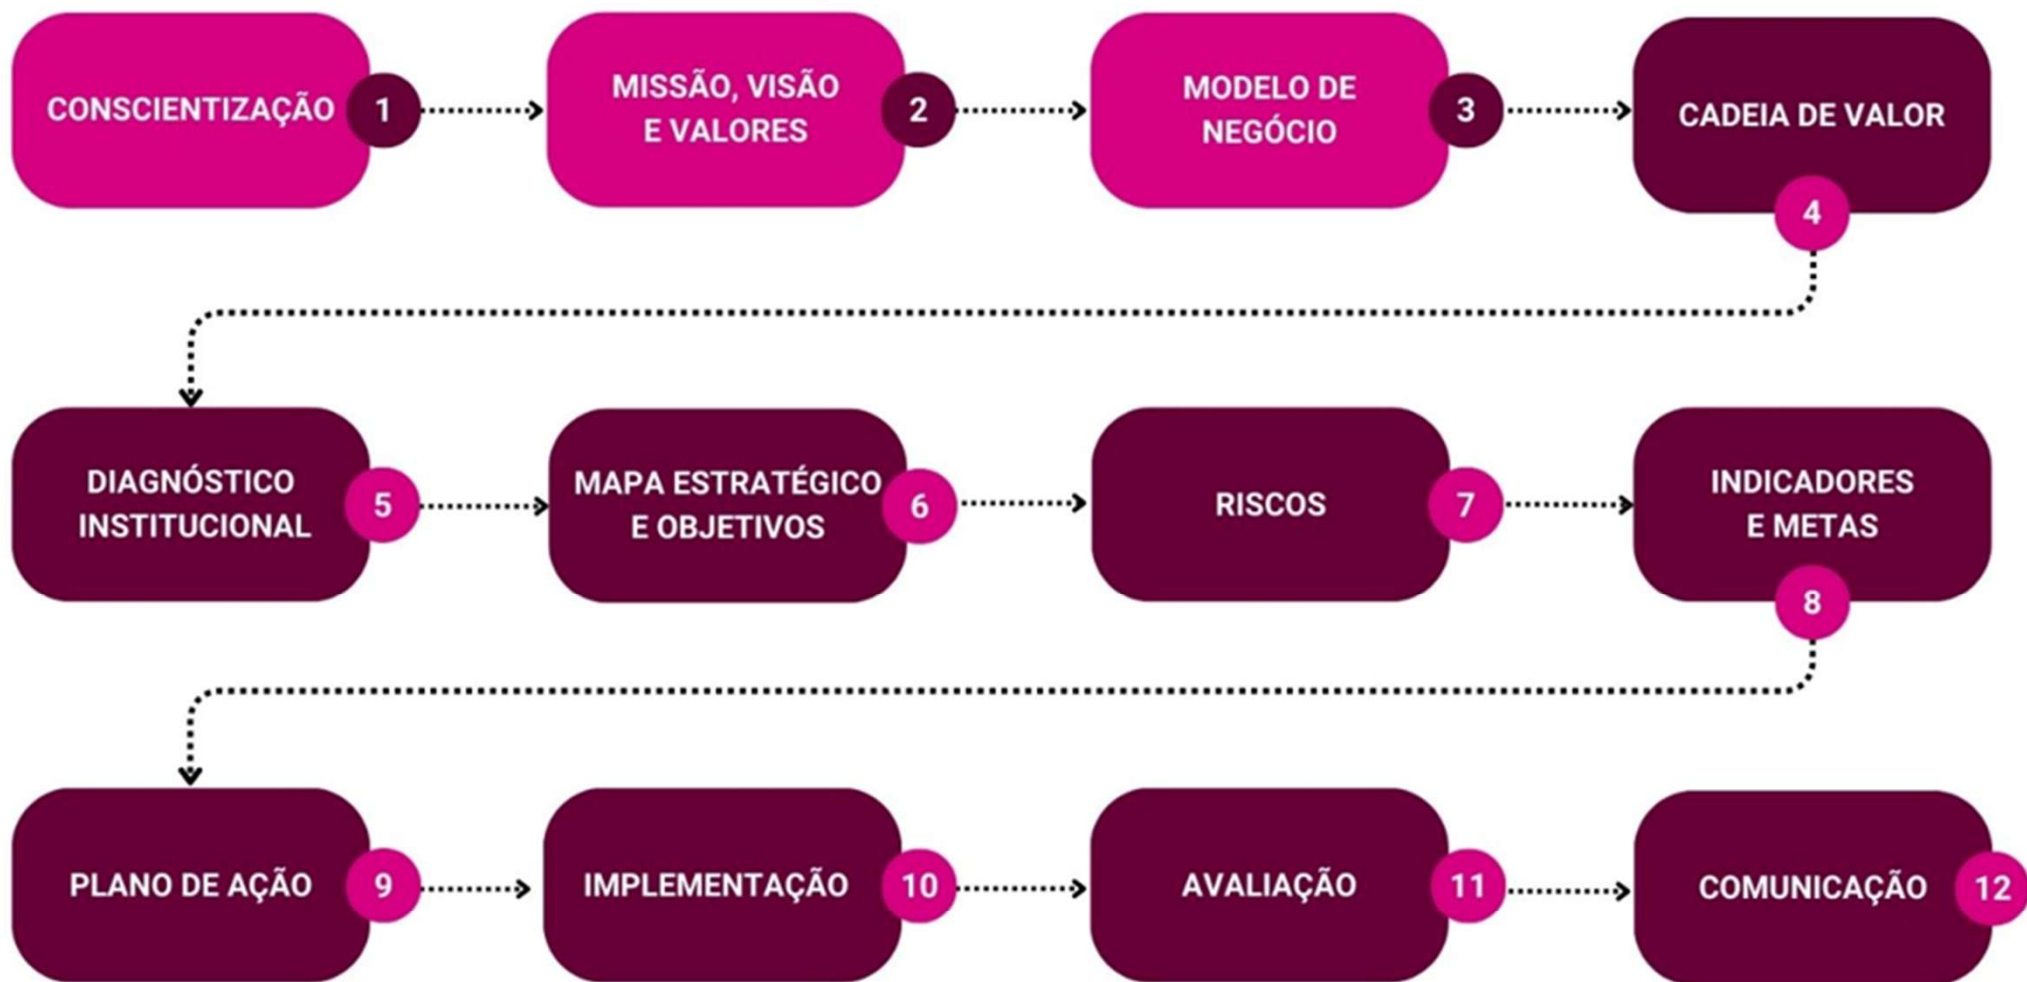 CONSCIENTIZAÇÃO
1
MISSÃO, VISÃO
E VALORES
2
MODELO DE
NEGÓCIO
3
CADEIA DE VALOR
4
DIAGNÓSTICO
INSTITUCIONAL
5
MAPA ESTRATÉGICO
E OBJETIVOS
6
RISCOS
7
INDICADORES
E METAS
8
PLANO DE AÇÃO
9
IMPLEMENTAÇÃO
10
AVALIAÇÃO
11
COMUNICAÇÃO
12